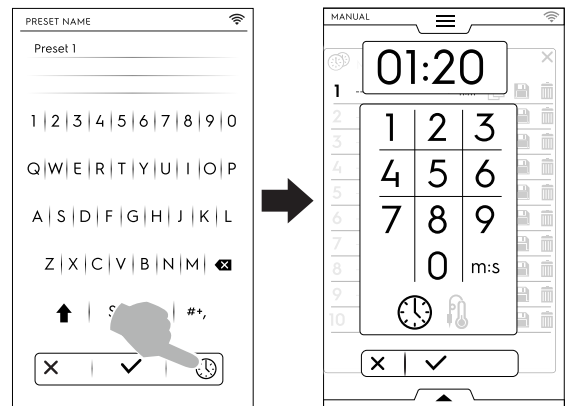 PRESET NAME
Preset 1
1 2 3 4 5 6 7 8 9 0
Q W E R T Y U I O P
A S D F G H J K L
Z X C V B N M
#+,
MANUAL
01:20
1
2
3
4
5
6
7
8
9
10
1 2 3
4 5 6
7 8 9
0 m:s